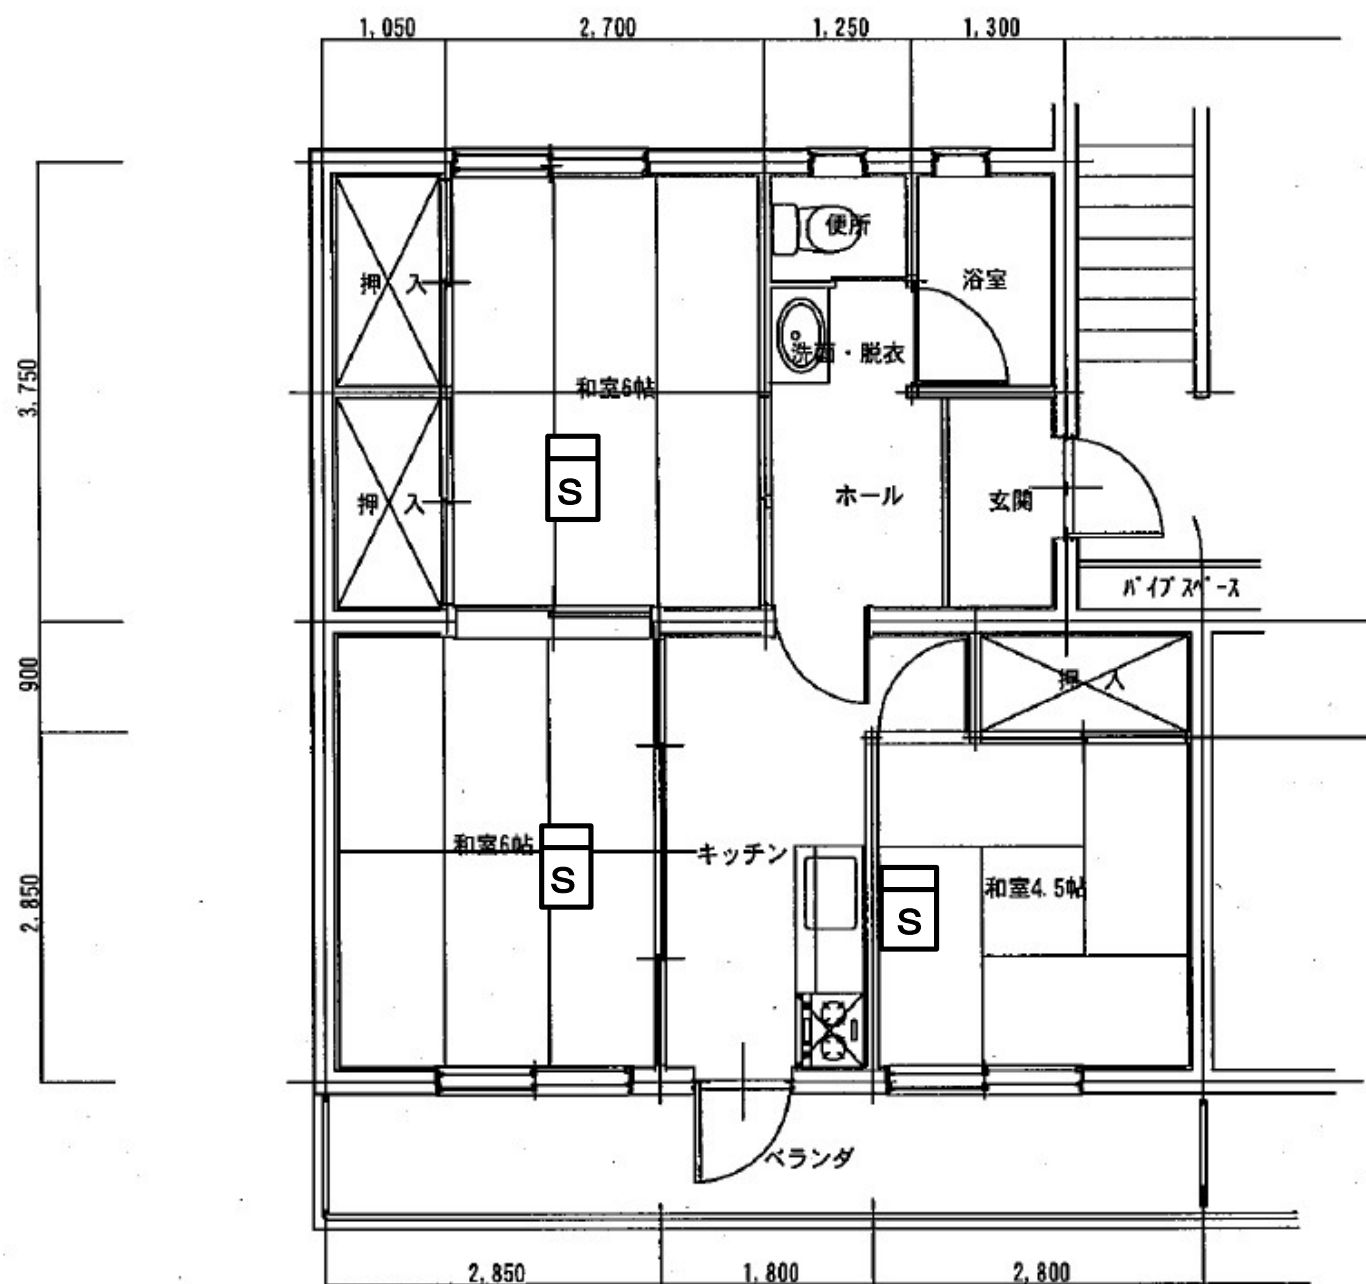 1,050
2,700
1,250
1,300
便所
押 入
浴室
洗面・脱衣
3,750
和室6帖
S
押 入
ホール
玄関
パイプスペース
900
押 入
和室6帖
キッチン
S
和室4.5帖
S
2,850
ベランダ
2,850
1,800
2,800